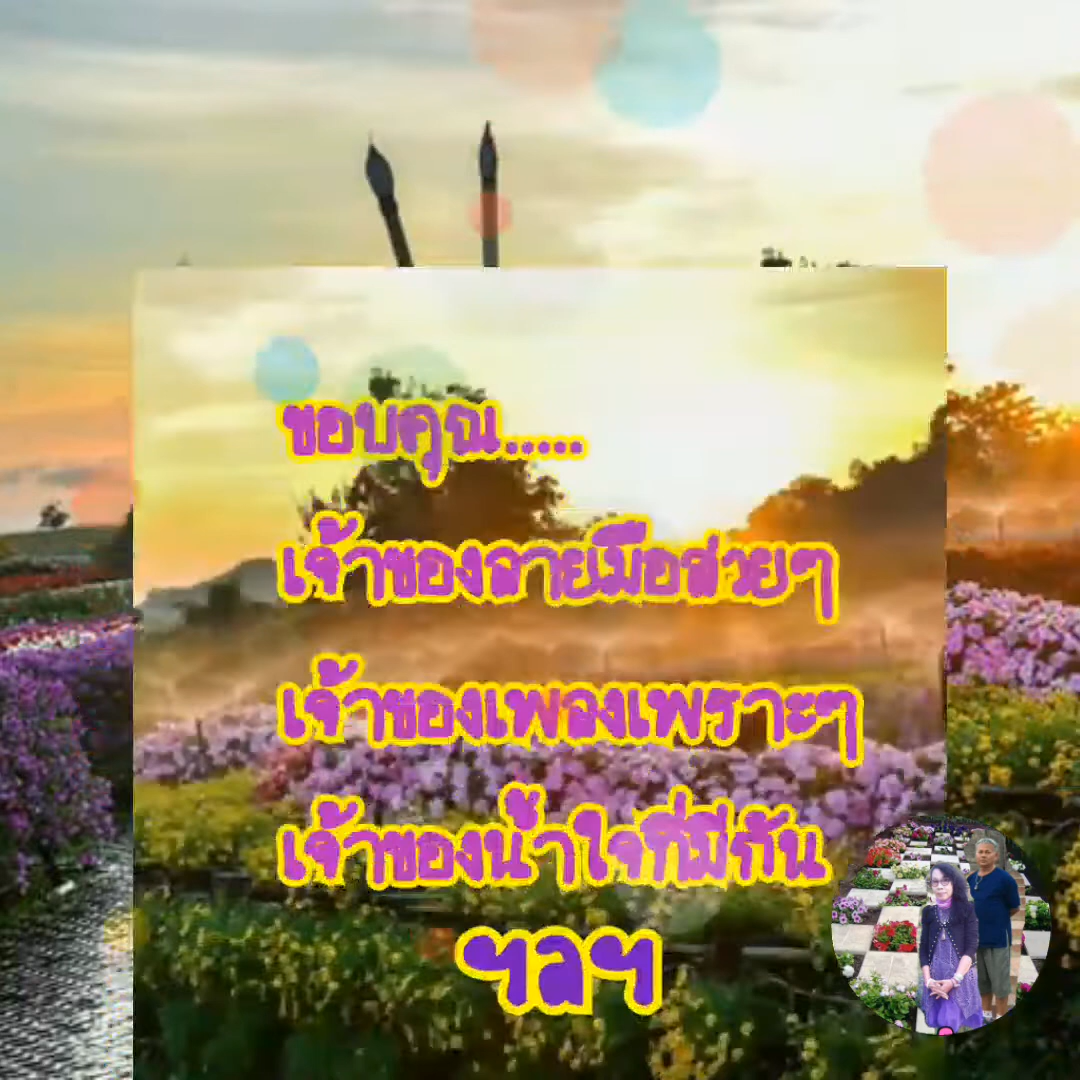 ขอบคุณ.....
เจ้าของลายมือสวยๆ
เจ้าของเพลงเพราะๆ
เจ้าของน้ำใจที่มีกัน
ฯลฯ